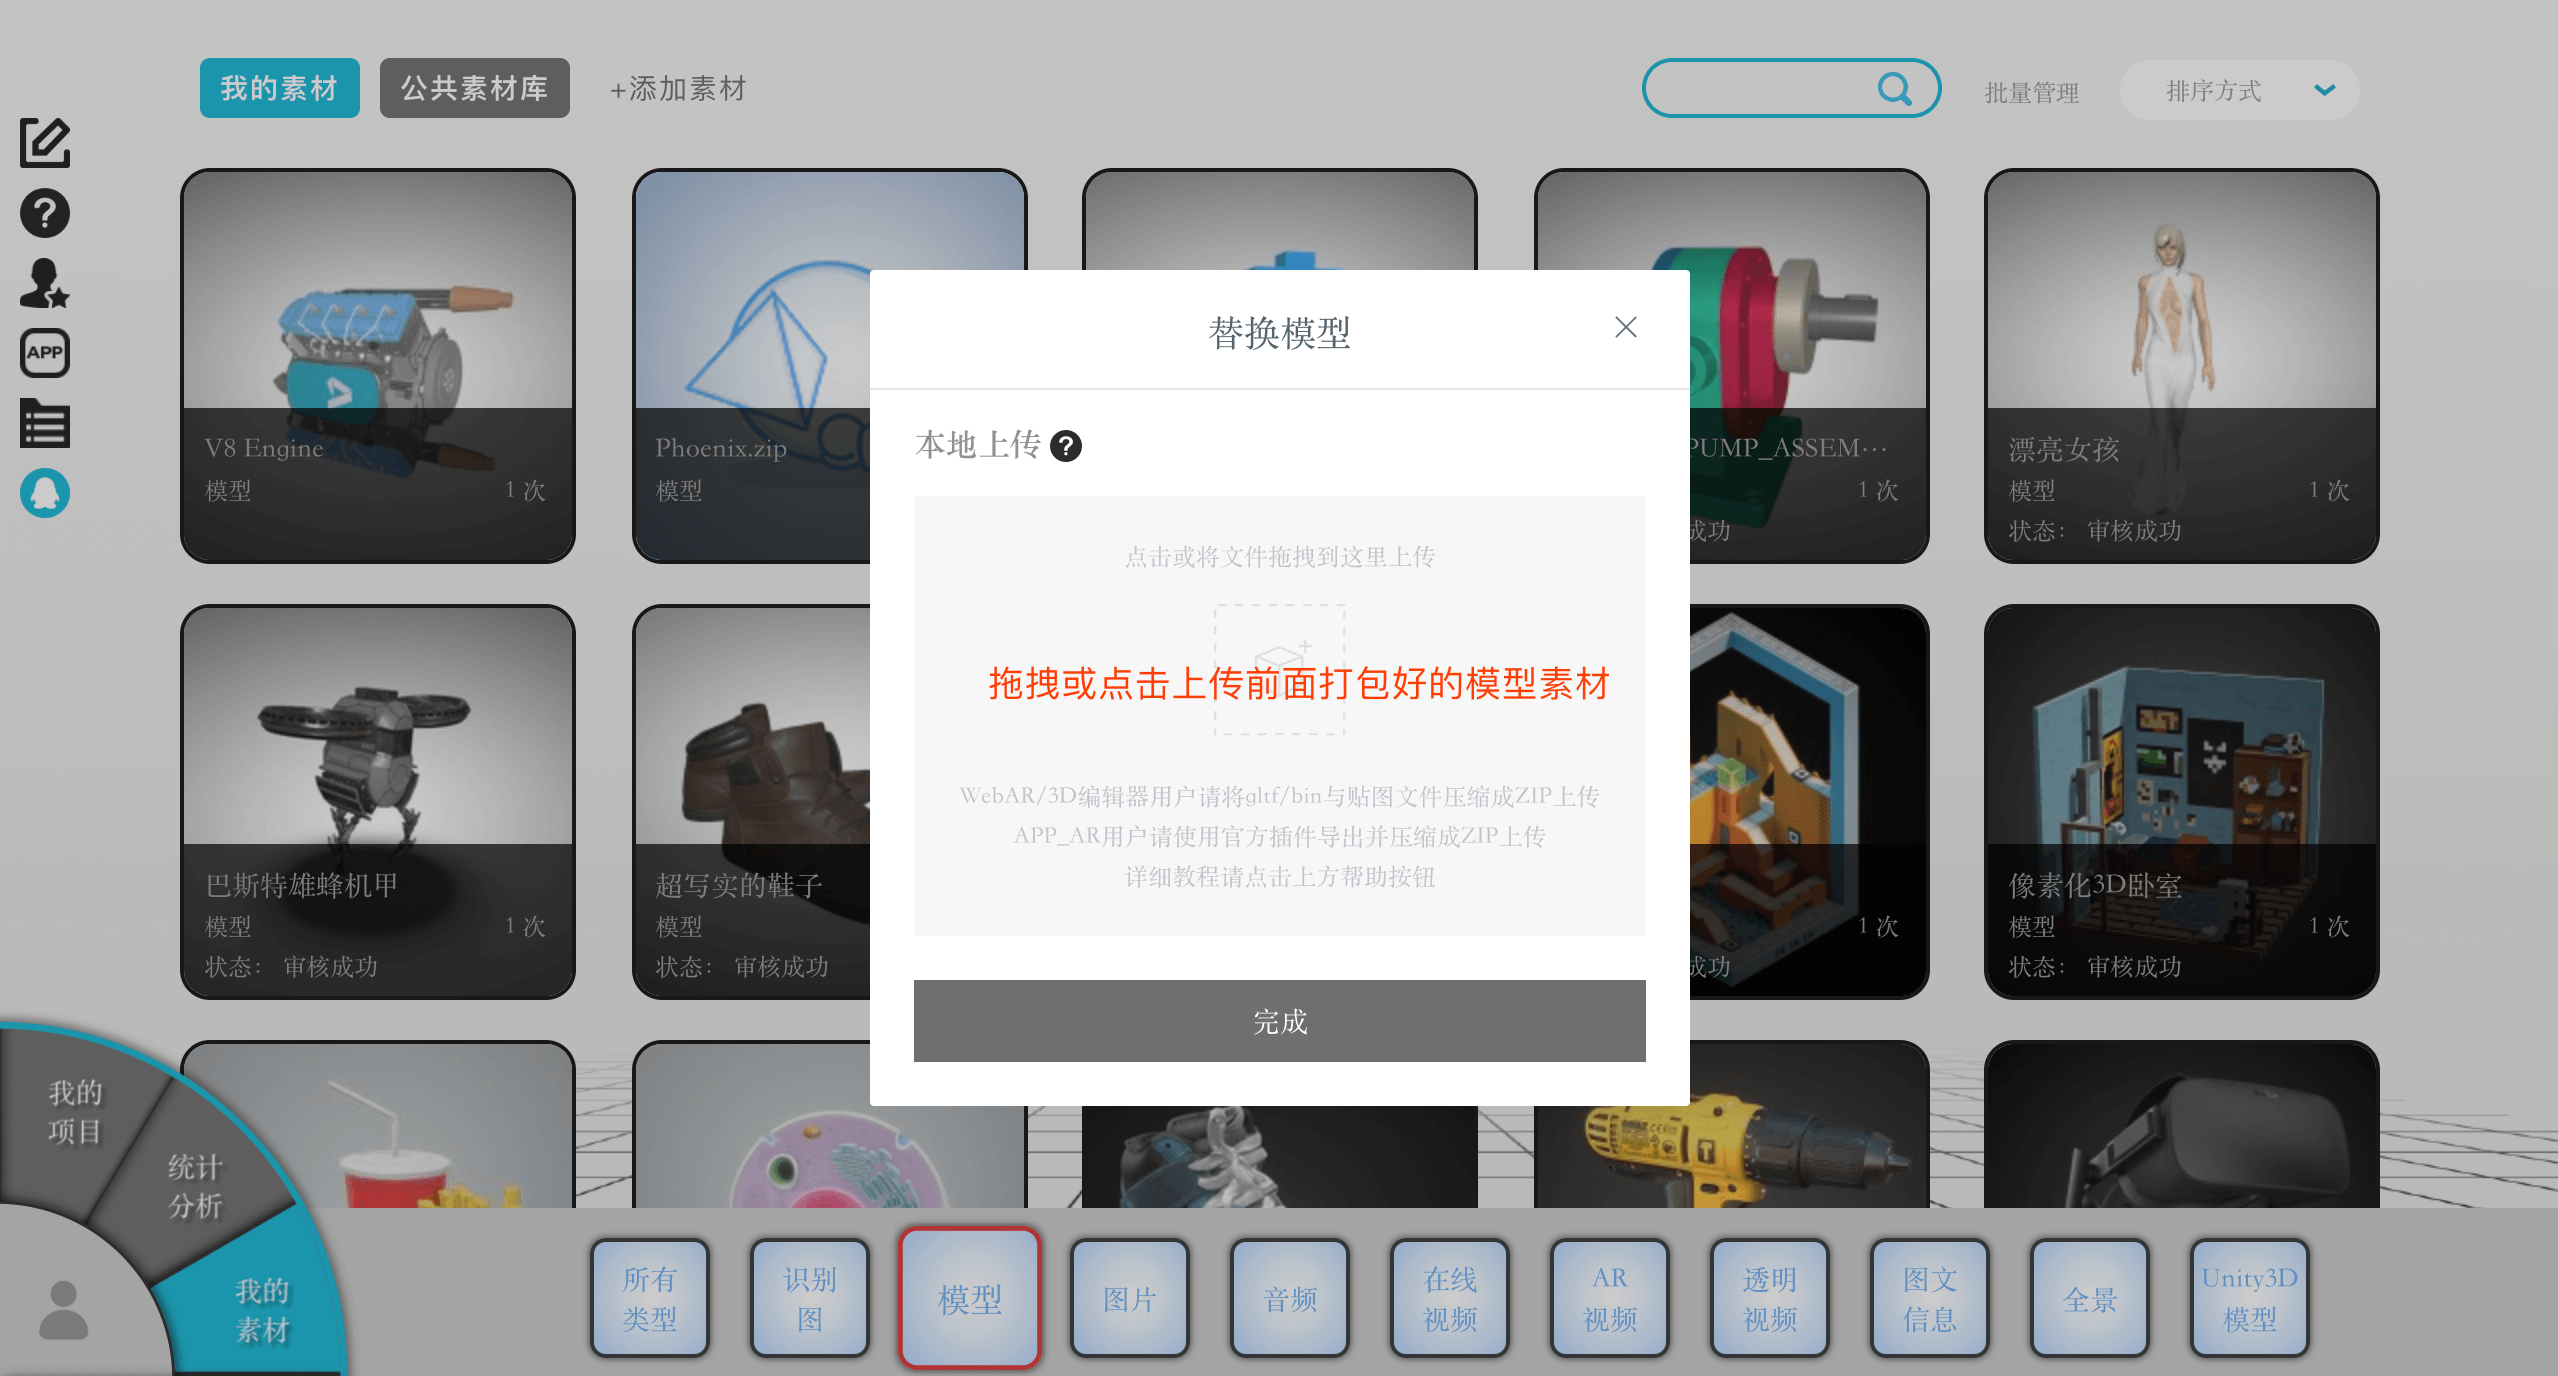 我的素材
公共素材库
+添加素材
批量管理
排序方式
APP
V8 Engine
模型
1 次
Phoenix.zip
模型
PUMP_ASSEM···
1 次
成功
漂亮女孩
模型
1 次
状态： 审核成功
替换模型
本地上传
点击或将文件拖拽到这里上传
拖拽或点击上传前面打包好的模型素材
WebAR/3D编辑器用户请将gltf/bin与贴图文件压缩成ZIP上传
APP_AR用户请使用官方插件导出并压缩成ZIP上传
详细教程请点击上方帮助按钮
完成
巴斯特雄蜂机甲
模型
1 次
状态： 审核成功
超写实的鞋子
模型
状态： 审核成功
1 次
成功
像素化3D卧室
模型
1 次
状态： 审核成功
我的
项目
统计
分析
我的
素材
所有
类型
识别
图
模型
图片
音频
在线
视频
AR
视频
透明
视频
图文
信息
全景
Unity3D
模型